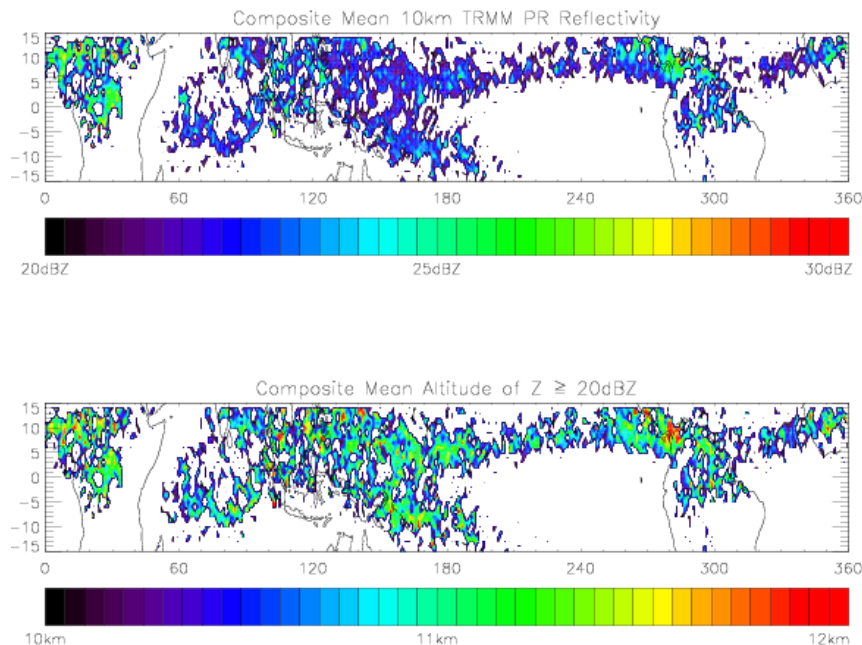 Composite Mean 10km TRMM PR Reflectivity
15
10
5
0
−5
−10
−15
0 60 120 180 240 300 360
20dBZ 25dBZ 30dBZ
Composite Mean Altitude of Z ≧ 20dBZ
15
10
5
0
−5
−10
−15
0 60 120 180 240 300 360
10km 11km 12km